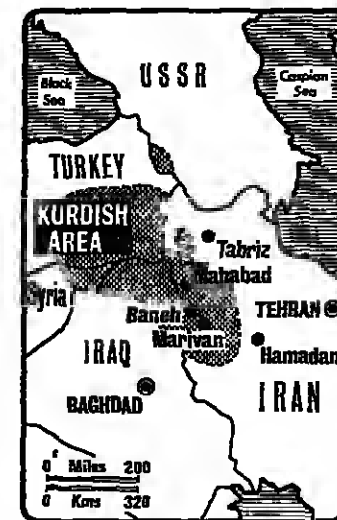 USSR
Black
Sea
Caspian
Sea
TURKEY
KURDISH
AREA
Tabriz
Mahabad
Syria
Baneh
TEHRAN
Marivan
IRAQ
Hamadan
BAGHDAD
IRAN
0 Miles 200
0 Kms 320